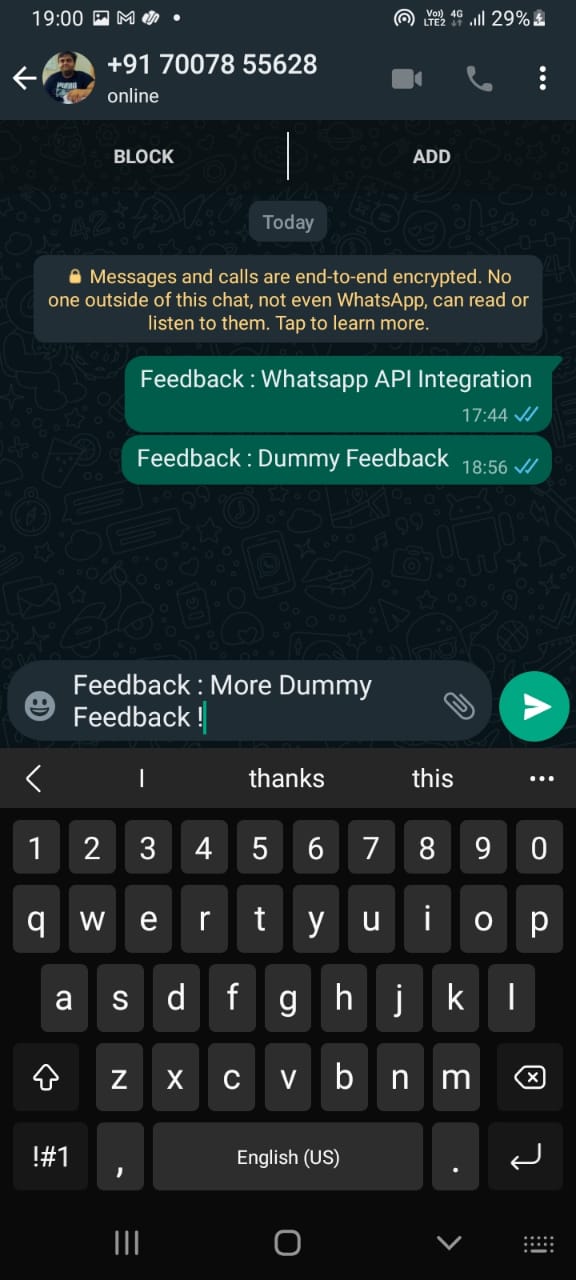 19:00 Vo)) LTE2 4G 29%
+91 70078 55628
online
BLOCK ADD
Today
Messages and calls are end-to-end encrypted. No
one outside of this chat, not even WhatsApp, can read or
listen to them. Tap to learn more.
Feedback : Whatsapp API Integration
17:44
Feedback : Dummy Feedback 18:56
Feedback : More Dummy
Feedback !
I thanks this
1 2 3 4 5 6 7 8 9 0
q w e r t y u i o p
a s d f g h j k l
z x c v b n m
!#1 , English (US) .